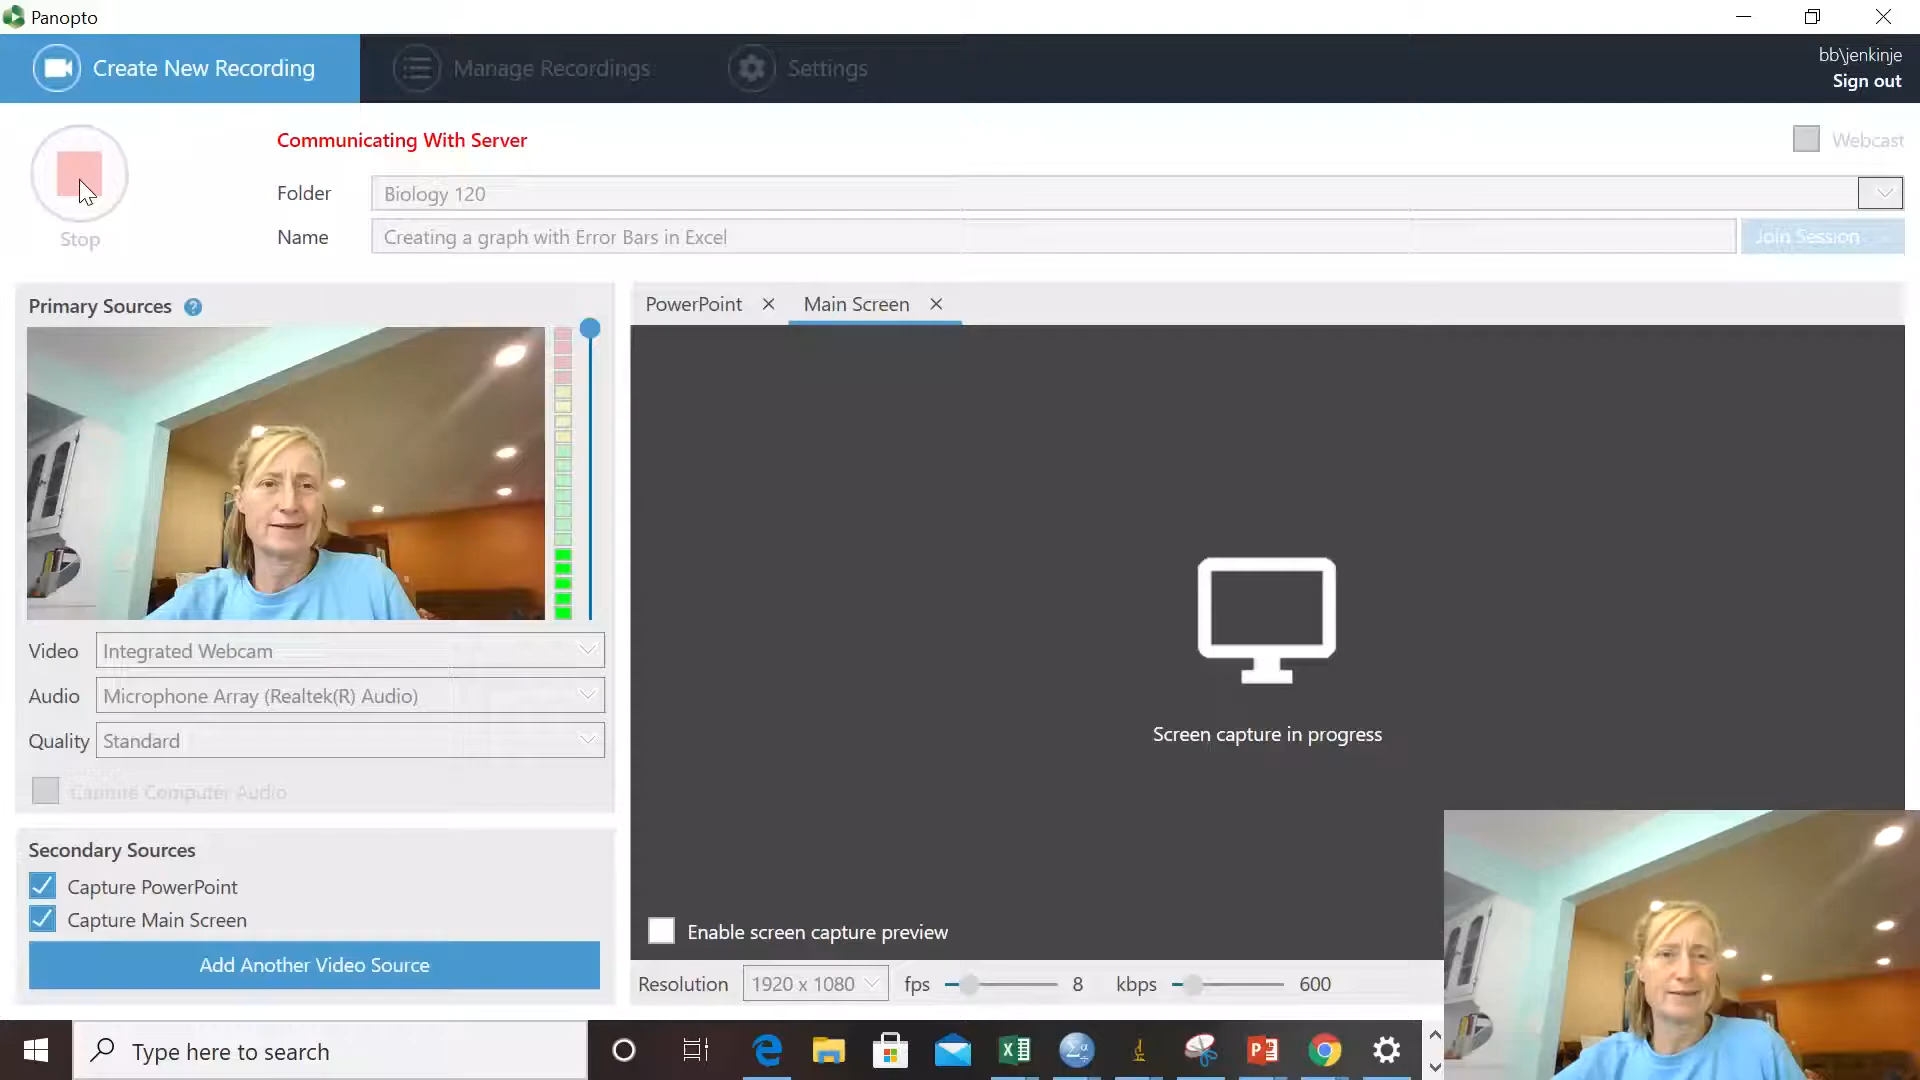 Panopto
Create New Recording
Manage Recordings
Settings
bb\jenkinje
Sign out
Stop
Communicating With Server
Webcast
Folder
Biology 120
Name
Creating a graph with Error Bars in Excel
Join Session
Primary Sources ?
PowerPoint
Main Screen
Video Integrated Webcam
Audio Microphone Array (Realtek(R) Audio)
Quality Standard
Capture Computer Audio
Screen capture in progress
Secondary Sources
Capture PowerPoint
Capture Main Screen
Add Another Video Source
Enable screen capture preview
Resolution 1920 x 1080 fps 8 kbps 600
Type here to search